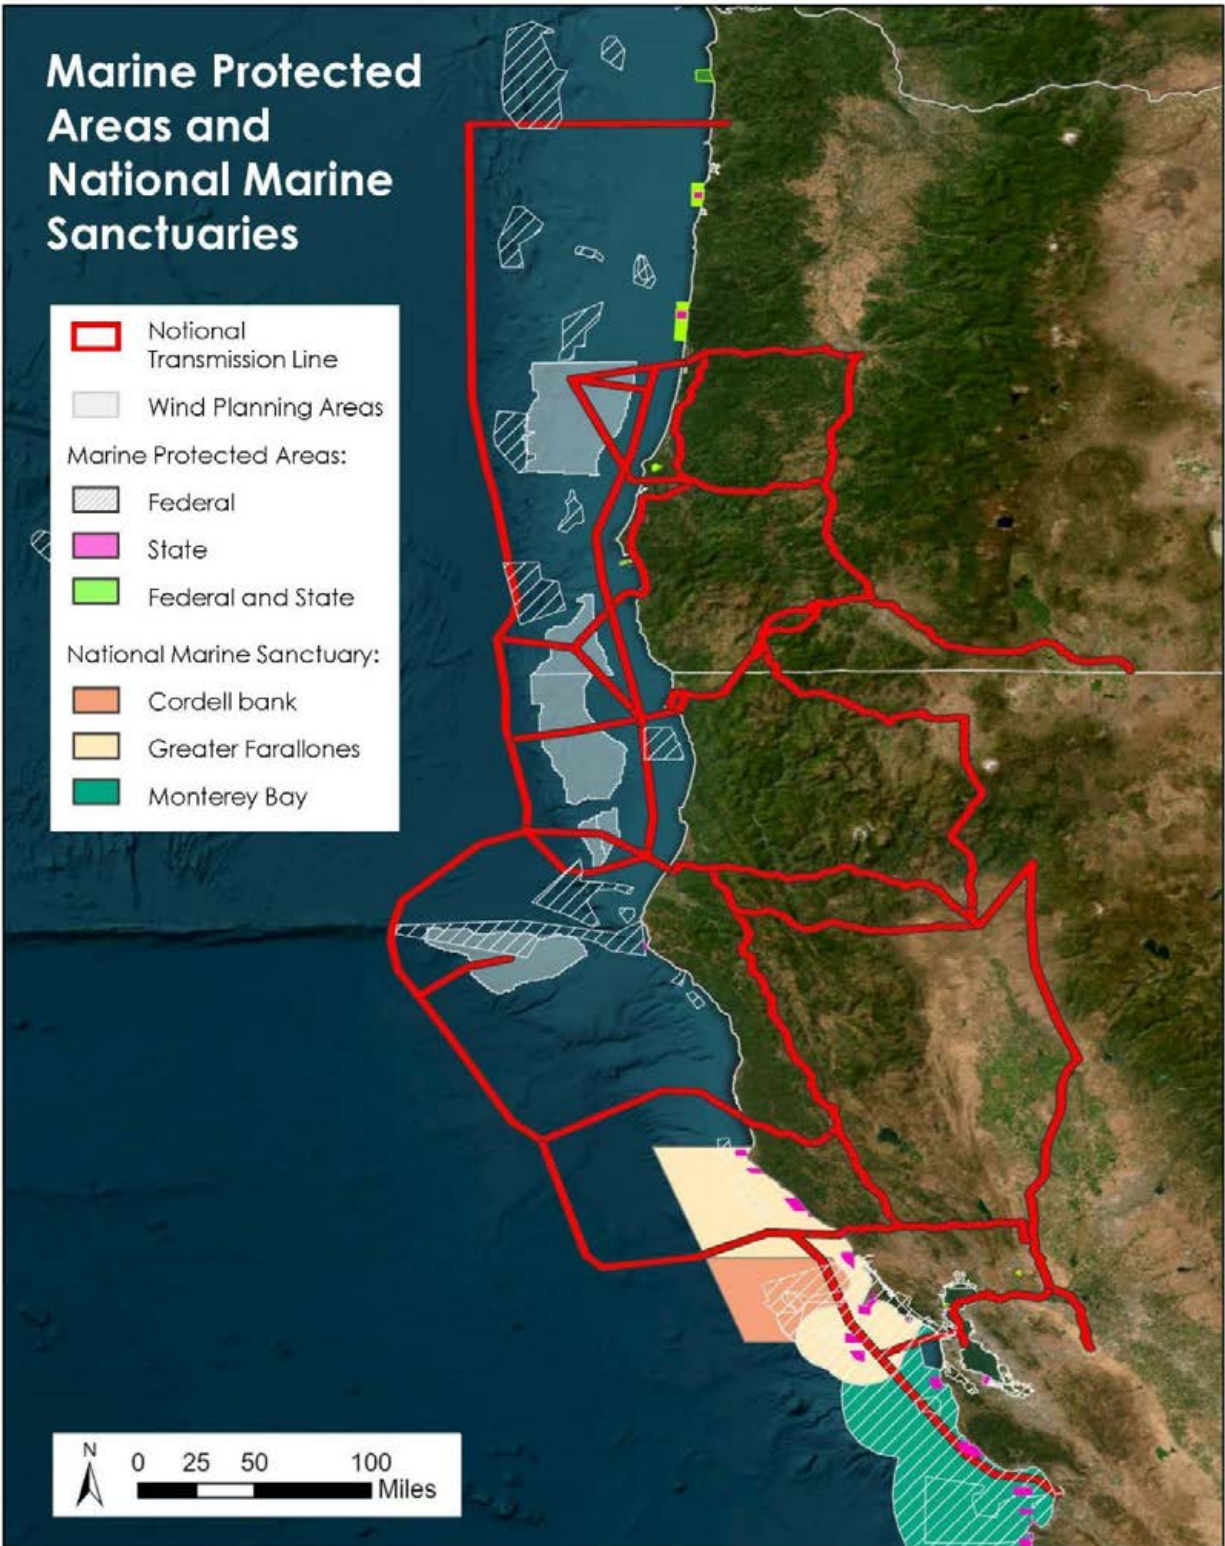 Marine Protected
Areas and
National Marine
Sanctuaries
Notional
Transmission Line
Wind Planning Areas
Marine Protected Areas:
Federal
State
Federal and State
National Marine Sanctuary:
Cordell bank
Greater Farallones
Monterey Bay
N
0 25 50 100
Miles